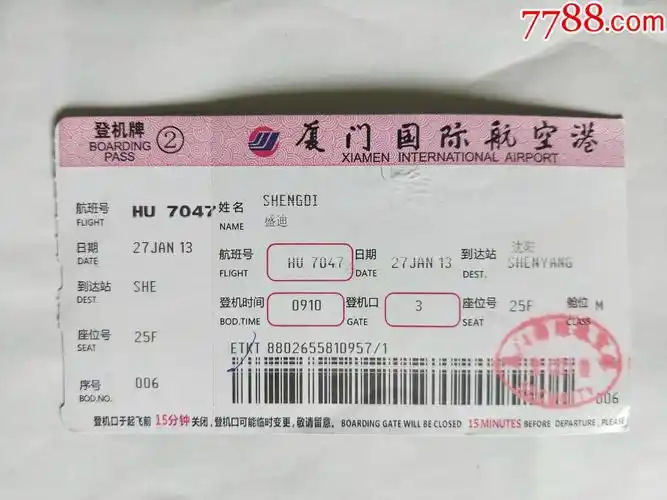 7788.com
登机牌 ②
BOARDING PASS
厦门国际航空港
XIAMEN INTERNATIONAL AIRPORT
航班号 FLIGHT HU 7047
日期 DATE 27JAN 13
到达站 DEST. SHE
座位号 SEAT 25F
序号 BOD.NO. 006
姓名 NAME SHENGDI
盛迪
航班号 FLIGHT HU 7047 日期 DATE 27JAN 13 到达站 DEST. 沈阳 SHENYANG
登机时间 BOD.TIME 0910 登机口 GATE 3 座位号 SEAT 25F 舱位 CLASS M
ETKT 8802655810957/1
006
登机口于起飞前 15分钟 关闭, 登机口可能临时变更, 敬请留意. BOARDING GATE WILL BE CLOSED 15 MINUTES BEFORE DEPARTURE, PLEASE